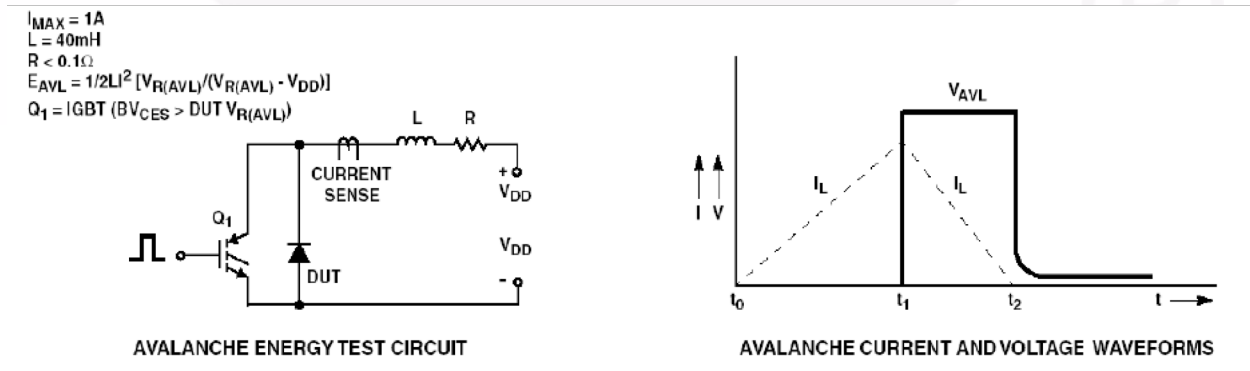 IMAX = 1A
L = 40mH
R < 0.1Ω
EAVL = 1/2LI² [VR(AVL)/(VR(AVL) - VDD)]
Q1 = IGBT (BVCES > DUT VR(AVL))
L R
CURRENT
SENSE
+
VDD
Q1
VDD
DUT
-
AVALANCHE ENERGY TEST CIRCUIT
VAVL
IL IL
I V
t0 t1 t2 t
AVALANCHE CURRENT AND VOLTAGE WAVEFORMS